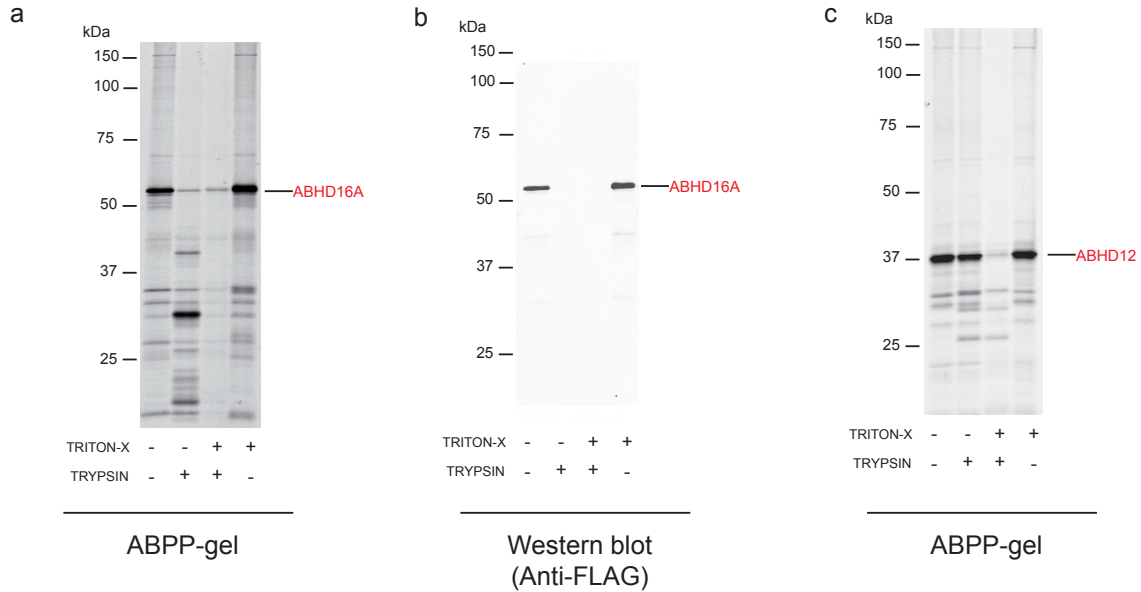 a
kDa
150
100
75
50
37
25
ABHD16A
TRITON-X - - + +
TRYPSIN - + + -
ABPP-gel
b
kDa
150
100
75
50
37
25
ABHD16A
TRITON-X - - + +
TRYPSIN - + + -
Western blot
(Anti-FLAG)
c
kDa
150
100
75
50
37
25
ABHD12
TRITON-X - - + +
TRYPSIN - + + -
ABPP-gel